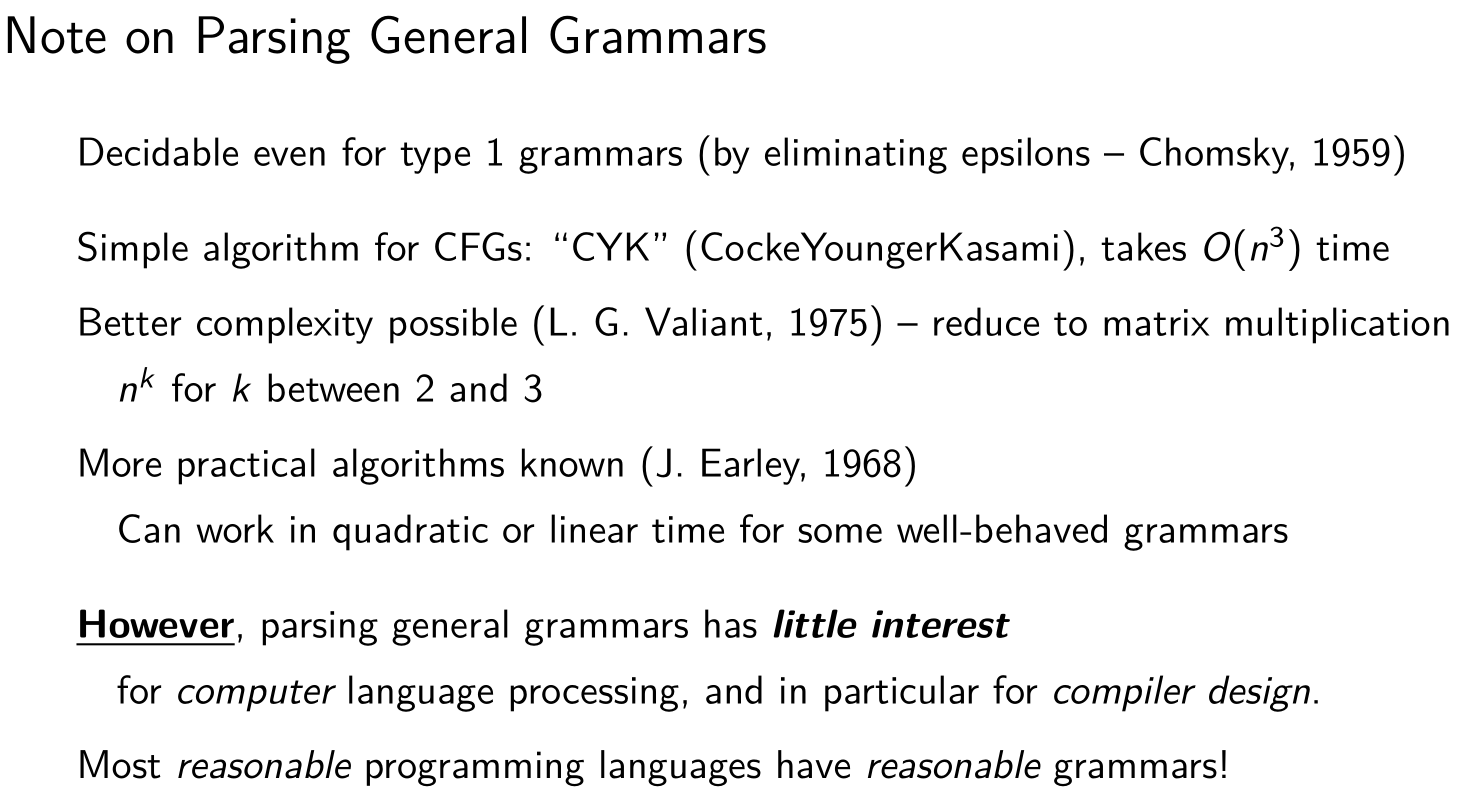 Note on Parsing General Grammars
Decidable even for type 1 grammars (by eliminating epsilons – Chomsky, 1959)
Simple algorithm for CFGs: “CYK” (CockeYoungerKasami), takes O(n³) time
Better complexity possible (L. G. Valiant, 1975) – reduce to matrix multiplication
nᵏ for k between 2 and 3
More practical algorithms known (J. Earley, 1968)
Can work in quadratic or linear time for some well-behaved grammars
However, parsing general grammars has little interest
for computer language processing, and in particular for compiler design.
Most reasonable programming languages have reasonable grammars!